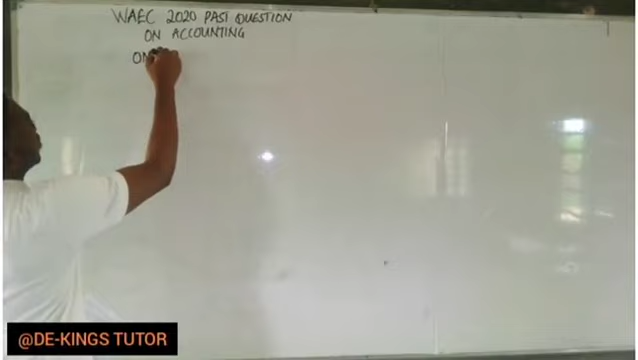 WAEC 2020 PAST QUESTION
ON ACCOUNTING
@DE-KINGS TUTOR